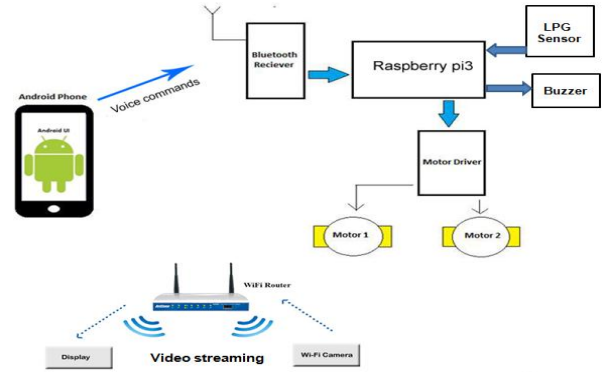 LPG
Sensor
Bluetooth
Reciever
Raspberry pi3
Voice commands
Android Phone
Buzzer
Android UI
Motor Driver
Motor 1
Motor 2
WiFi Router
Display
Video streaming
Wi-Fi Camera